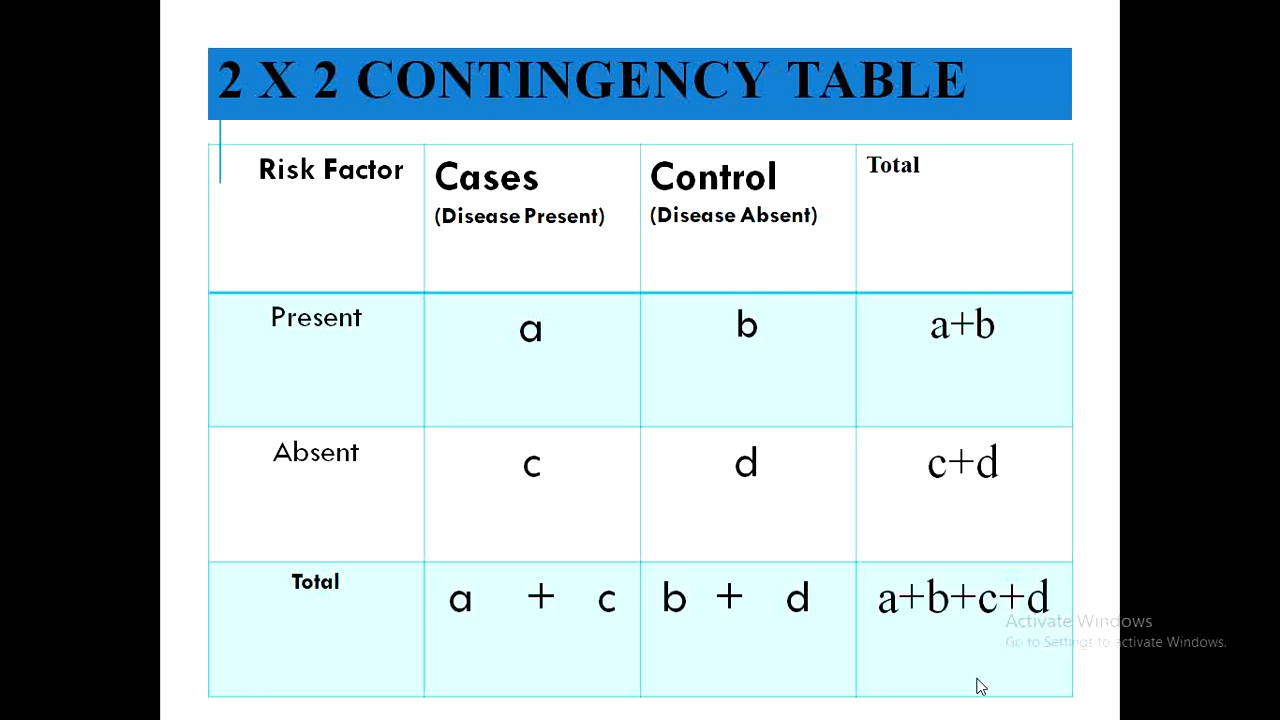 2 X 2 CONTINGENCY TABLE
Risk Factor Cases Control Total
(Disease Present) (Disease Absent)
Present a b a+b
Absent c d c+d
Total a + c b + d a+b+c+d
Activate Windows
Go to Settings to activate Windows.